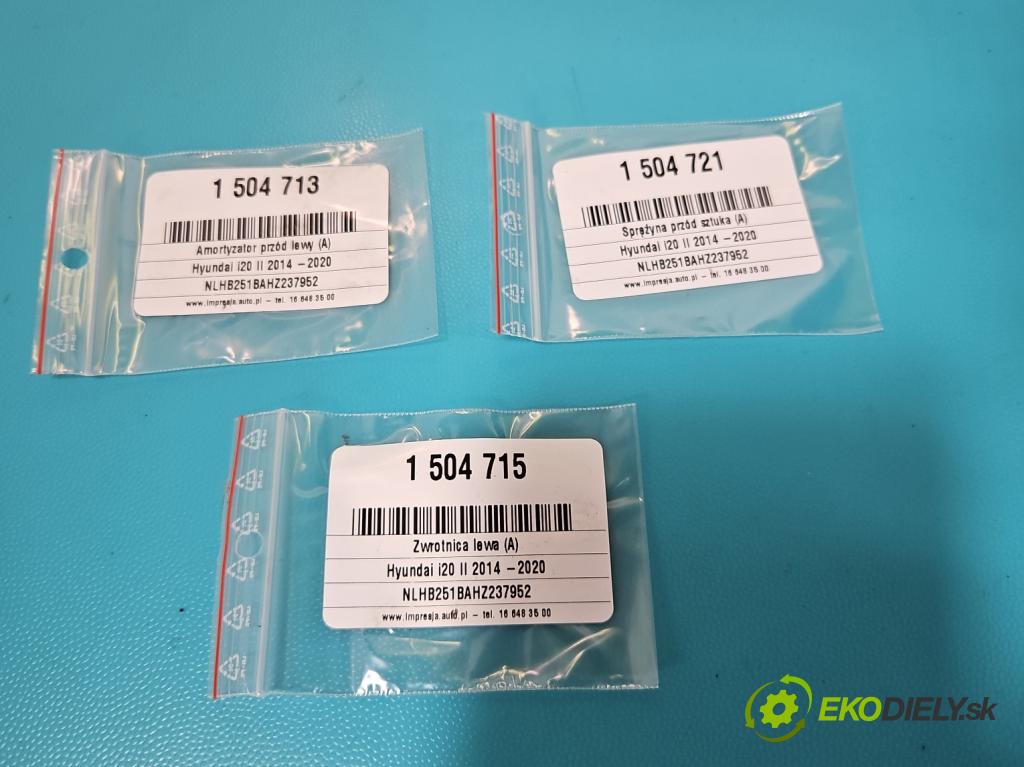 1 504 713
Amortyzator przód lewy (A)
Hyundai i20 II 2014 – 2020
NLHB251BAHZ237952
www.impresja.auto.pl – tel. 16 648 35 00
1 504 721
Sprężyna przód sztuka (A)
Hyundai i20 II 2014 – 2020
NLHB251BAHZ237952
www.impresja.auto.pl – tel. 16 648 35 00
1 504 715
Zwrotnica lewa (A)
Hyundai i20 II 2014 – 2020
NLHB251BAHZ237952
www.impresja.auto.pl – tel. 16 648 35 00
EKODIELY.sk